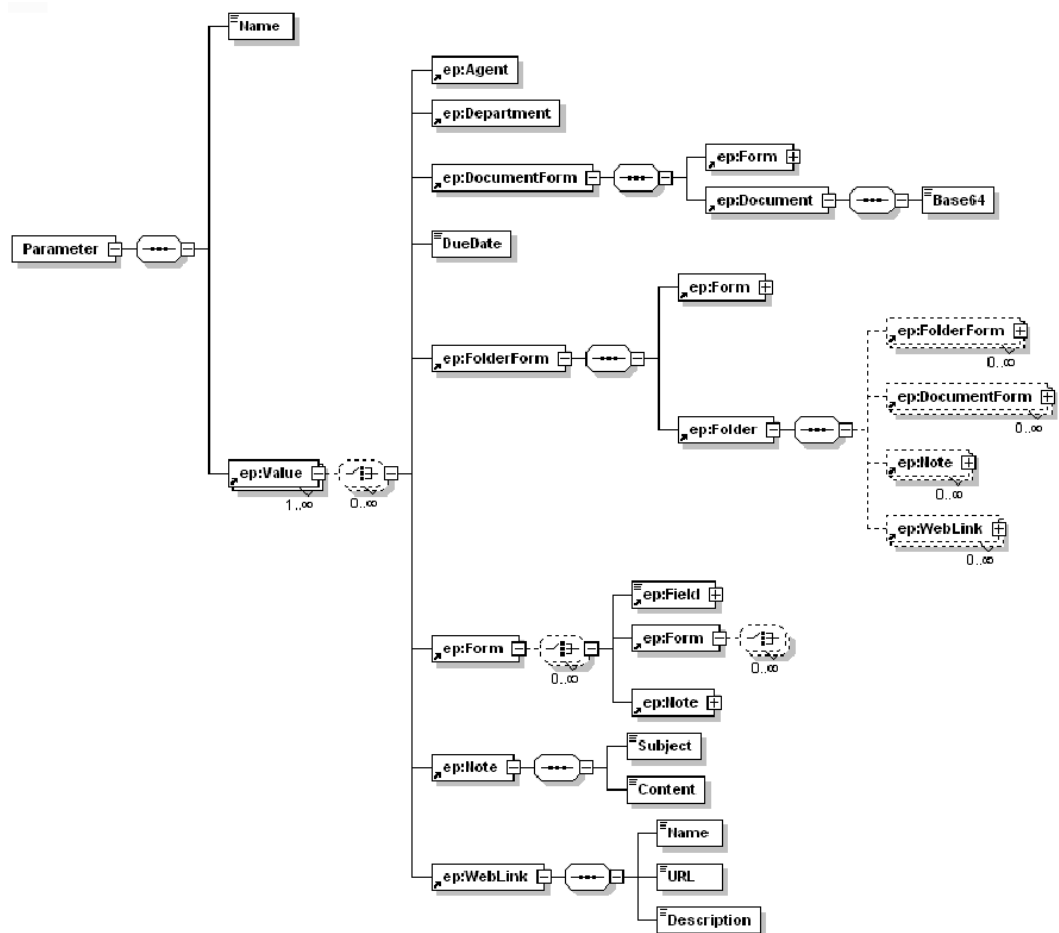 Name
ep:Agent
ep:Department
ep:Form
ep:DocumentForm
ep:Document
Base64
Parameter
DueDate
ep:Form
ep:FolderForm
0..∞
ep:FolderForm
ep:DocumentForm
0..∞
ep:Folder
ep:Note
0..∞
ep:Value
1..∞
0..∞
ep:WebLink
0..∞
ep:Field
ep:Form
0..∞
ep:Form
0..∞
ep:Note
Subject
ep:Note
Content
Name
ep:WebLink
URL
Description